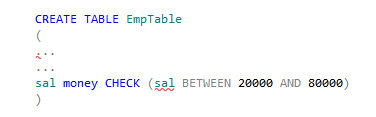 CREATE TABLE EmpTable
(
...
...
sal money CHECK (sal BETWEEN 20000 AND 80000)
)